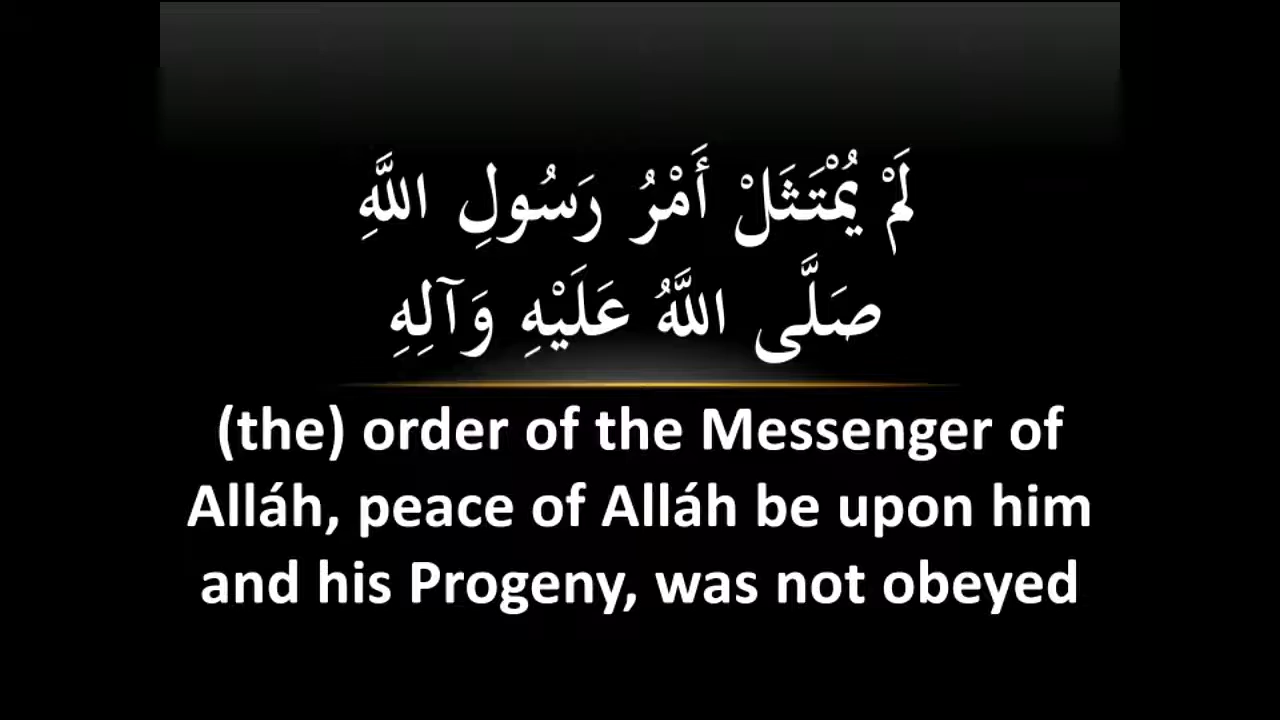 لَمْ يُمْتَثَلْ أَمْرُ رَسُولِ اللَّهِ
صَلَّى اللَّهُ عَلَيْهِ وَآلِهِ
(the) order of the Messenger of
Alláh, peace of Alláh be upon him
and his Progeny, was not obeyed